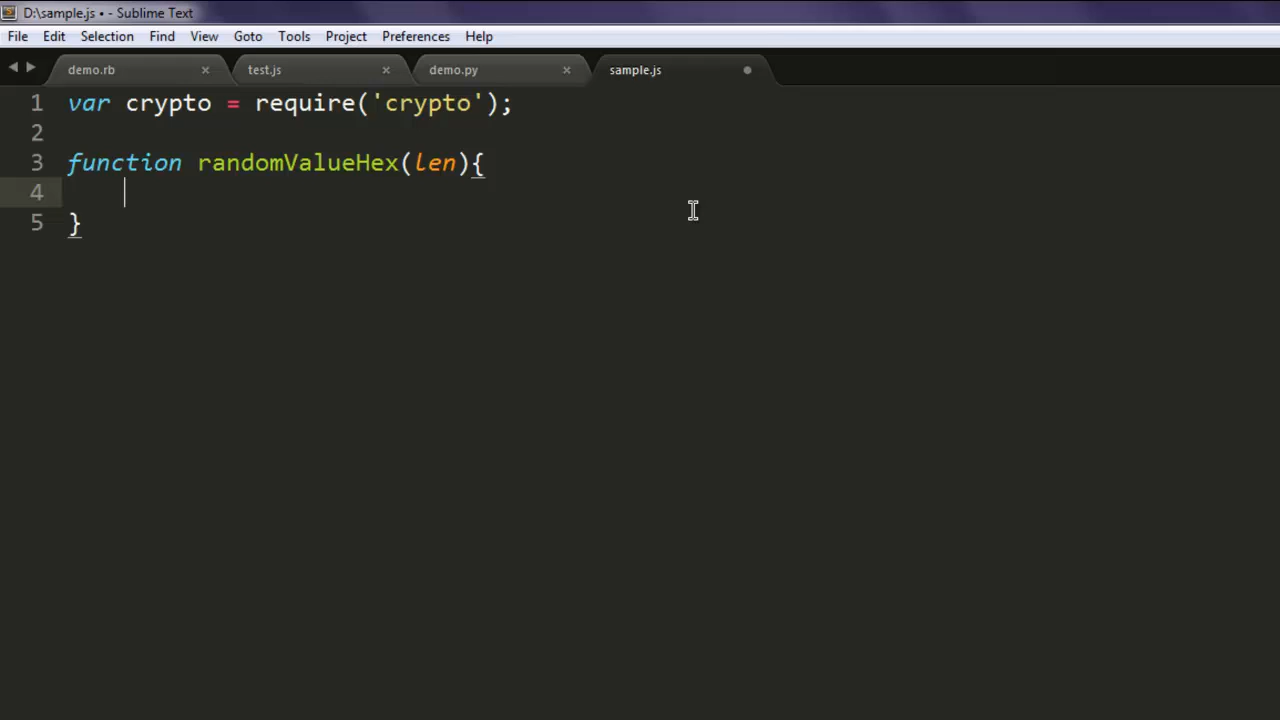 D:\sample.js • - Sublime Text
File Edit Selection Find View Goto Tools Project Preferences Help
demo.rb test.js demo.py sample.js
1 var crypto = require('crypto');
2
3 function randomValueHex(len){
4
5 }